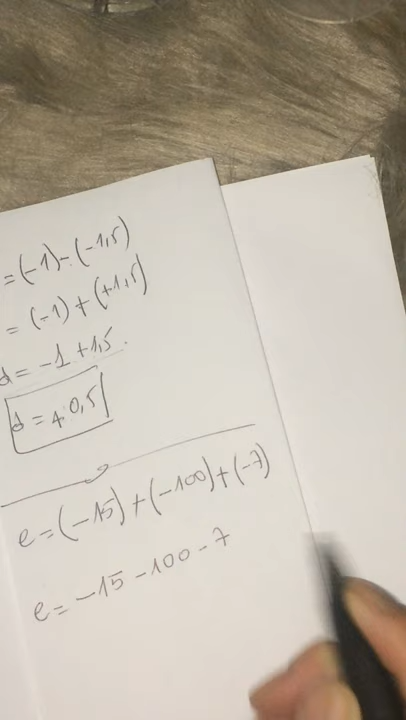 = (-1) - (-1,5)
= (-1) + (+1,5)
d = -1 + 1,5.
d = +0,5
e = (-15) + (-100) + (-7)
e = -15 - 100 - 7